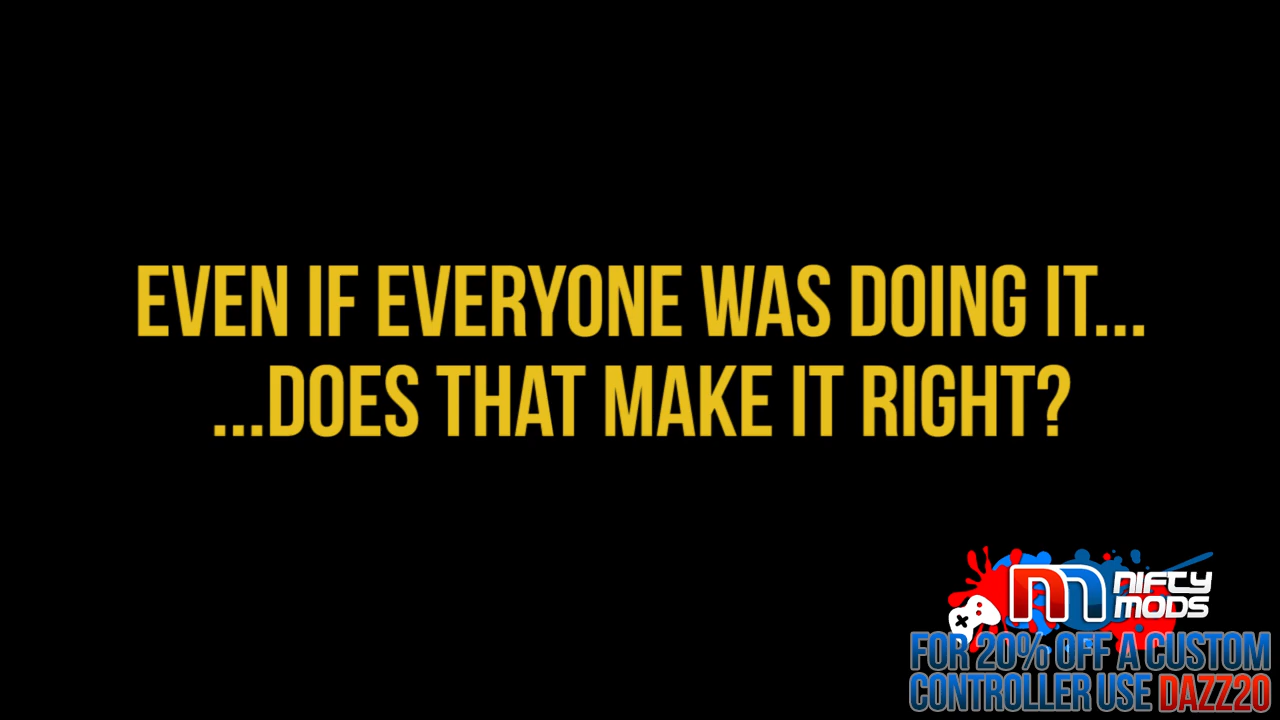 EVEN IF EVERYONE WAS DOING IT...
...DOES THAT MAKE IT RIGHT?
NIFTY
MODS
FOR 20% OFF A CUSTOM
CONTROLLER USE DAZZ20